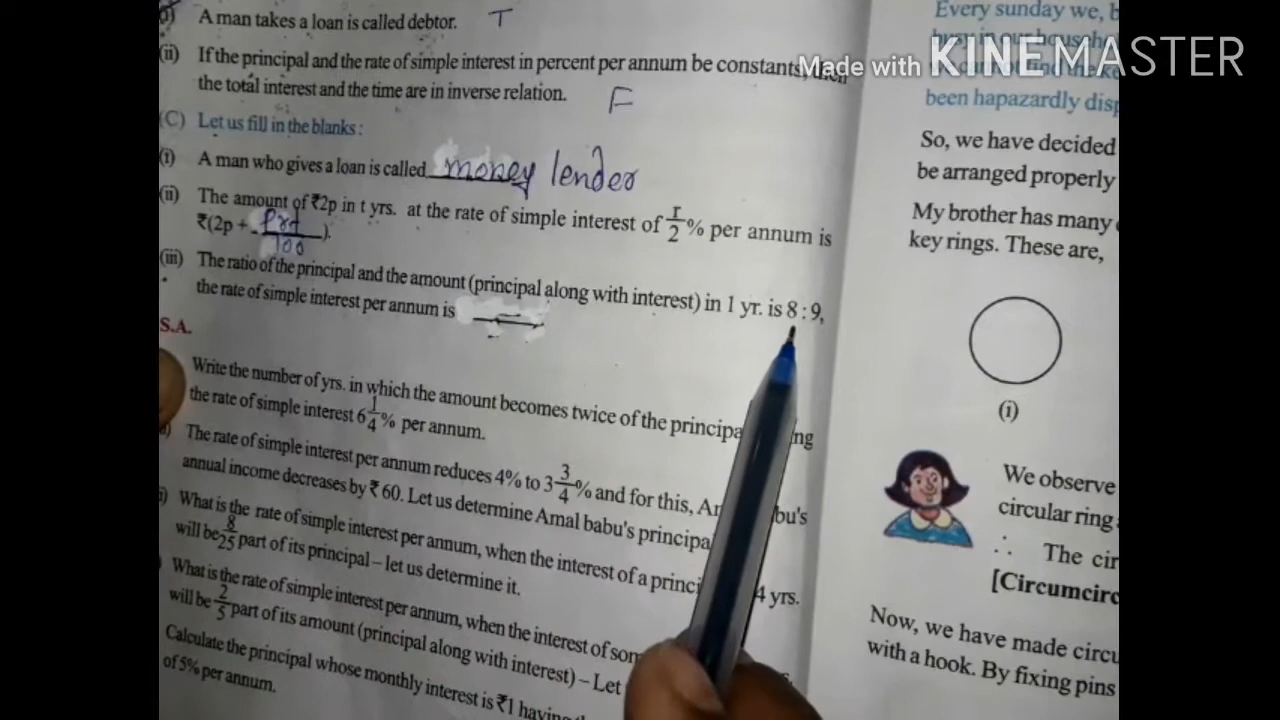 A man takes a loan is called debtor. T
(ii) If the principal and the rate of simple interest in percent per annum be constants, then
the total interest and the time are in inverse relation. F
(C) Let us fill in the blanks :
(i) A man who gives a loan is called money lender
(ii) The amount of ₹2p in t yrs. at the rate of simple interest of r/2 % per annum is
₹(2p + prt/100 ).
(iii) The ratio of the principal and the amount (principal along with interest) in 1 yr. is 8 : 9,
the rate of simple interest per annum is
S.A.
Write the number of yrs. in which the amount becomes twice of the
the rate of simple interest 6 1/4 % per annum.
The rate of simple interest per annum reduces 4% to 3 3/4 % and for this,
annual income decreases by ₹ 60. Let us determine Amal babu's
What is the rate of simple interest per annum, when the interest of a 4 yrs.
will be 8/25 part of its principal – let us determine it.
What is the rate of simple interest per annum, when the interest of
will be 2/5 part of its amount (principal along with interest) – Let
Calculate the principal whose monthly interest is ₹1 having
of 5% per annum.
Made with KINEMASTER
Every sunday we,
been hapazardly
So, we have decided
be arranged properly
My brother has many
key rings. These are,
(i)
We observe
circular ring
∴ The
[Circumcirc
Now, we have made
with a hook. By fixing pins